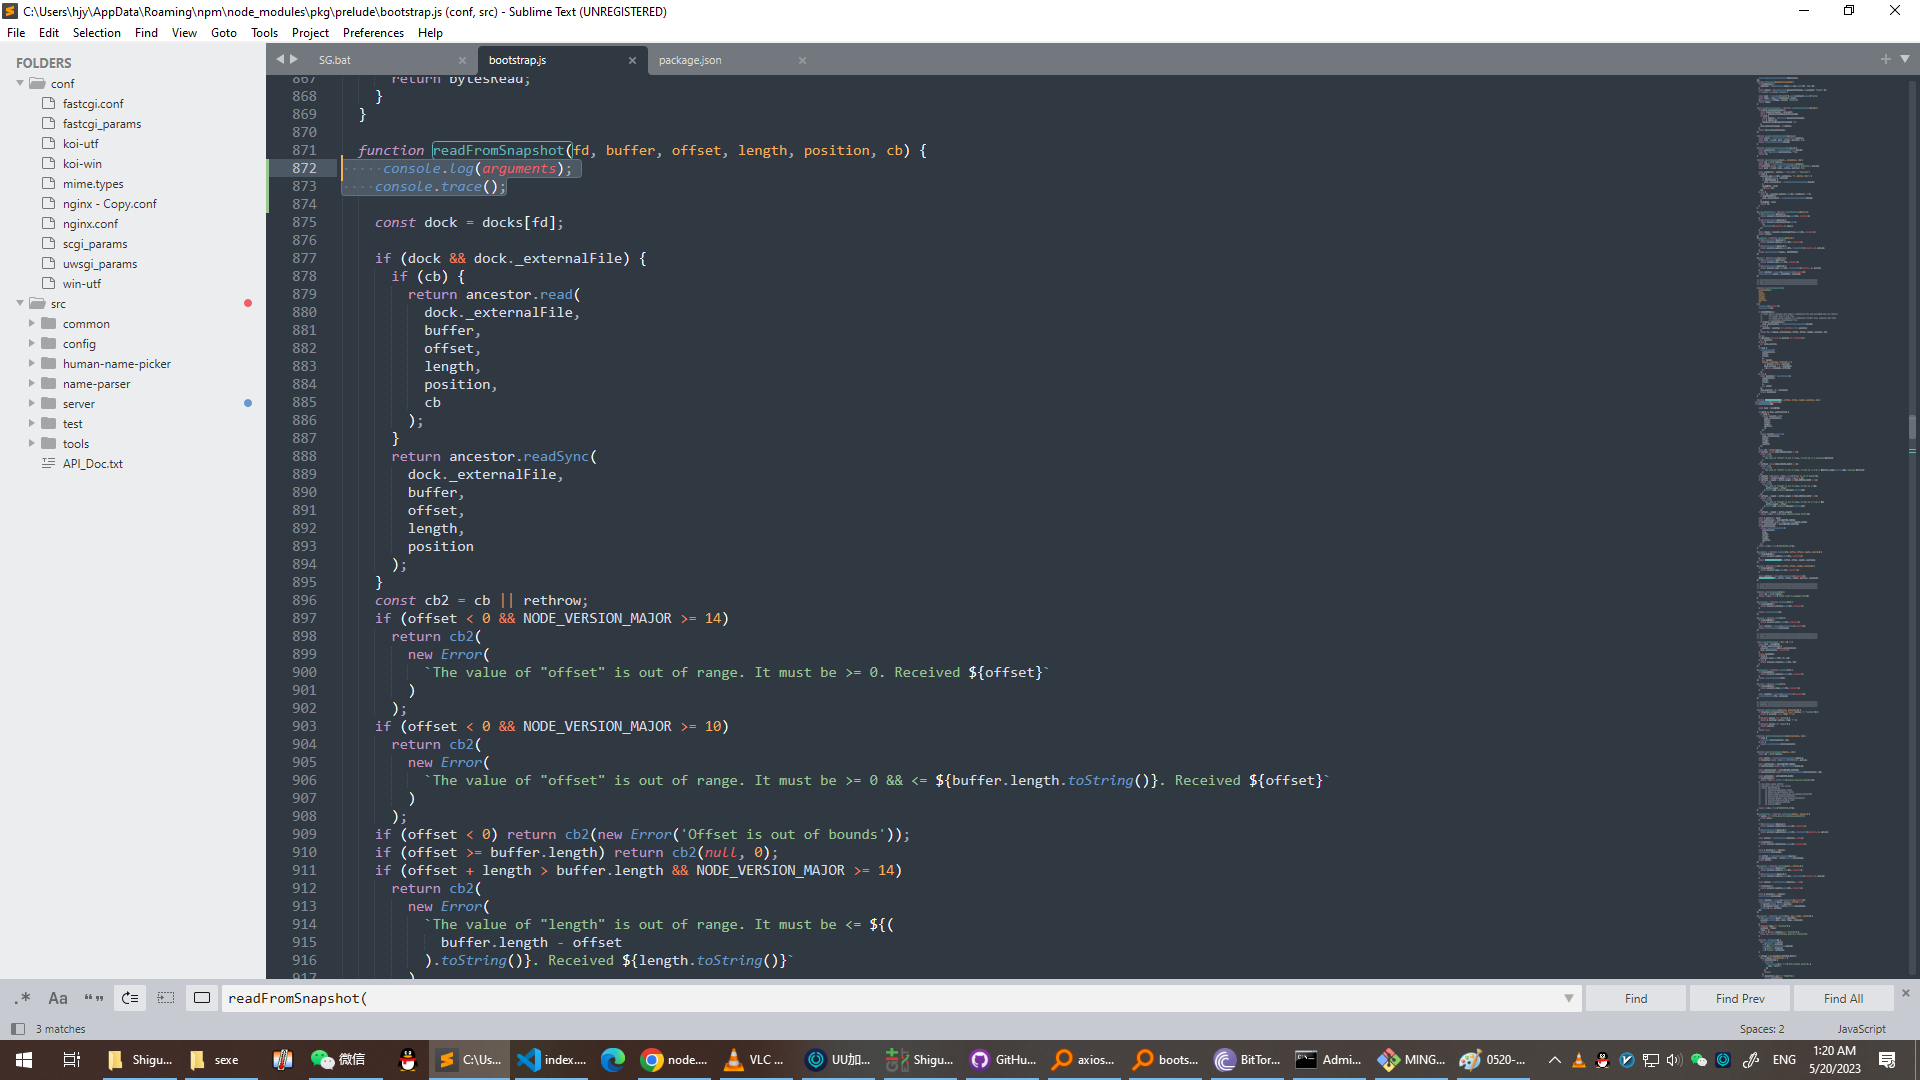 C:\Users\hjy\AppData\Roaming\npm\node_modules\pkg\prelude\bootstrap.js (conf, src) - Sublime Text (UNREGISTERED)
File Edit Selection Find View Goto Tools Project Preferences Help
FOLDERS
conf
fastcgi.conf
fastcgi_params
koi-utf
koi-win
mime.types
nginx - Copy.conf
nginx.conf
scgi_params
uwsgi_params
win-utf
src
common
config
human-name-picker
name-parser
server
test
tools
API_Doc.txt
SG.bat bootstrap.js package.json
867 return bytesRead;
868 }
869 }
870
871 function readFromSnapshot(fd, buffer, offset, length, position, cb) {
872 console.log(arguments);
873 console.trace();
874
875 const dock = docks[fd];
876
877 if (dock && dock._externalFile) {
878 if (cb) {
879 return ancestor.read(
880 dock._externalFile,
881 buffer,
882 offset,
883 length,
884 position,
885 cb
886 );
887 }
888 return ancestor.readSync(
889 dock._externalFile,
890 buffer,
891 offset,
892 length,
893 position
894 );
895 }
896 const cb2 = cb || rethrow;
897 if (offset < 0 && NODE_VERSION_MAJOR >= 14)
898 return cb2(
899 new Error(
900 `The value of "offset" is out of range. It must be >= 0. Received ${offset}`
901 )
902 );
903 if (offset < 0 && NODE_VERSION_MAJOR >= 10)
904 return cb2(
905 new Error(
906 `The value of "offset" is out of range. It must be >= 0 && <= ${buffer.length.toString()}. Received ${offset}`
907 )
908 );
909 if (offset < 0) return cb2(new Error('Offset is out of bounds'));
910 if (offset >= buffer.length) return cb2(null, 0);
911 if (offset + length > buffer.length && NODE_VERSION_MAJOR >= 14)
912 return cb2(
913 new Error(
914 `The value of "length" is out of range. It must be <= ${(
915 buffer.length - offset
916 ).toString()}. Received ${length.toString()}`
917 )
.* Aa “” readFromSnapshot( Find Find Prev Find All
3 matches Spaces: 2 JavaScript
Shigu... sexe 微信 C:\Us... index.... node.... VLC ... UU加... Shigu... GitHu... axios... boots... BitTor... Admi... MING... 0520-... ENG 1:20 AM
5/20/2023